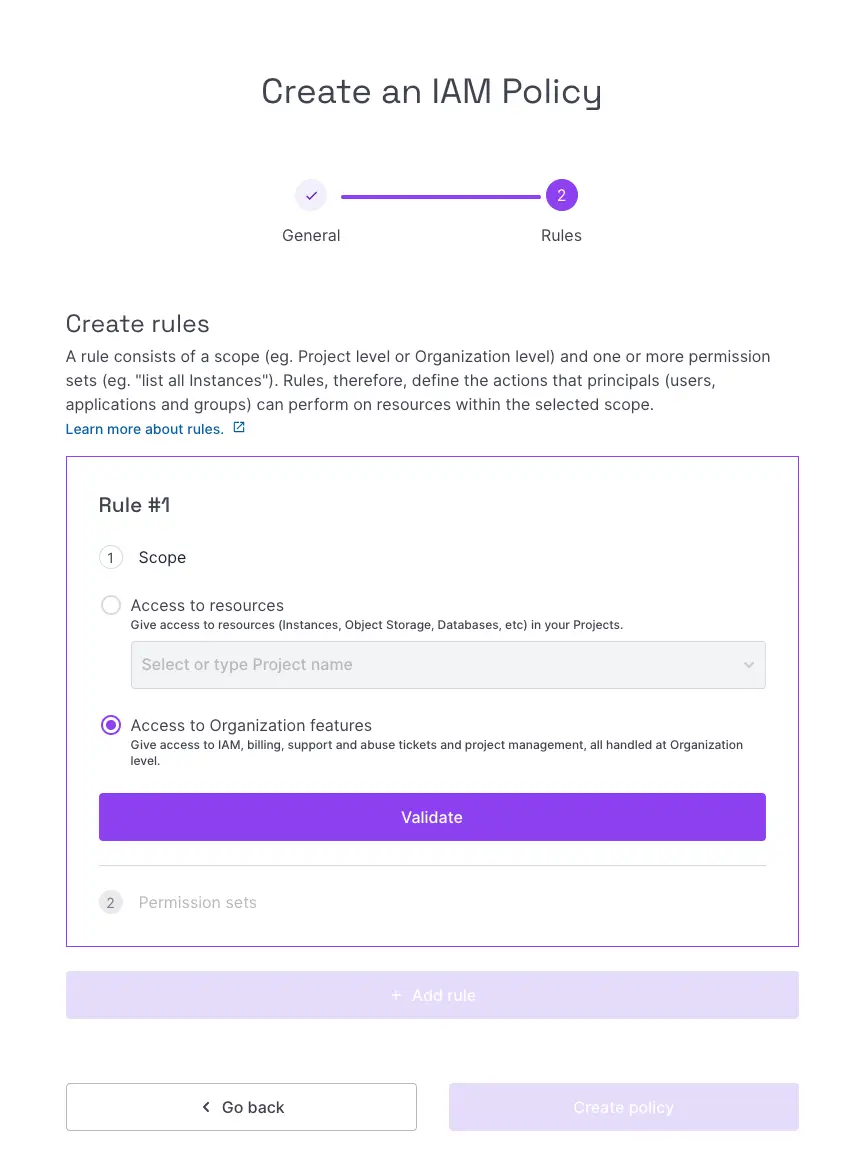 Create an IAM Policy
2
General
Rules
Create rules
A rule consists of a scope (eg. Project level or Organization level) and one or more permission
sets (eg. "list all Instances"). Rules, therefore, define the actions that principals (users,
applications and groups) can perform on resources within the selected scope.
Learn more about rules.
Rule #1
1 Scope
Access to resources
Give access to resources (Instances, Object Storage, Databases, etc) in your Projects.
Select or type Project name
Access to Organization features
Give access to IAM, billing, support and abuse tickets and project management, all handled at Organization
level.
Validate
2 Permission sets
+ Add rule
Go back
Create policy